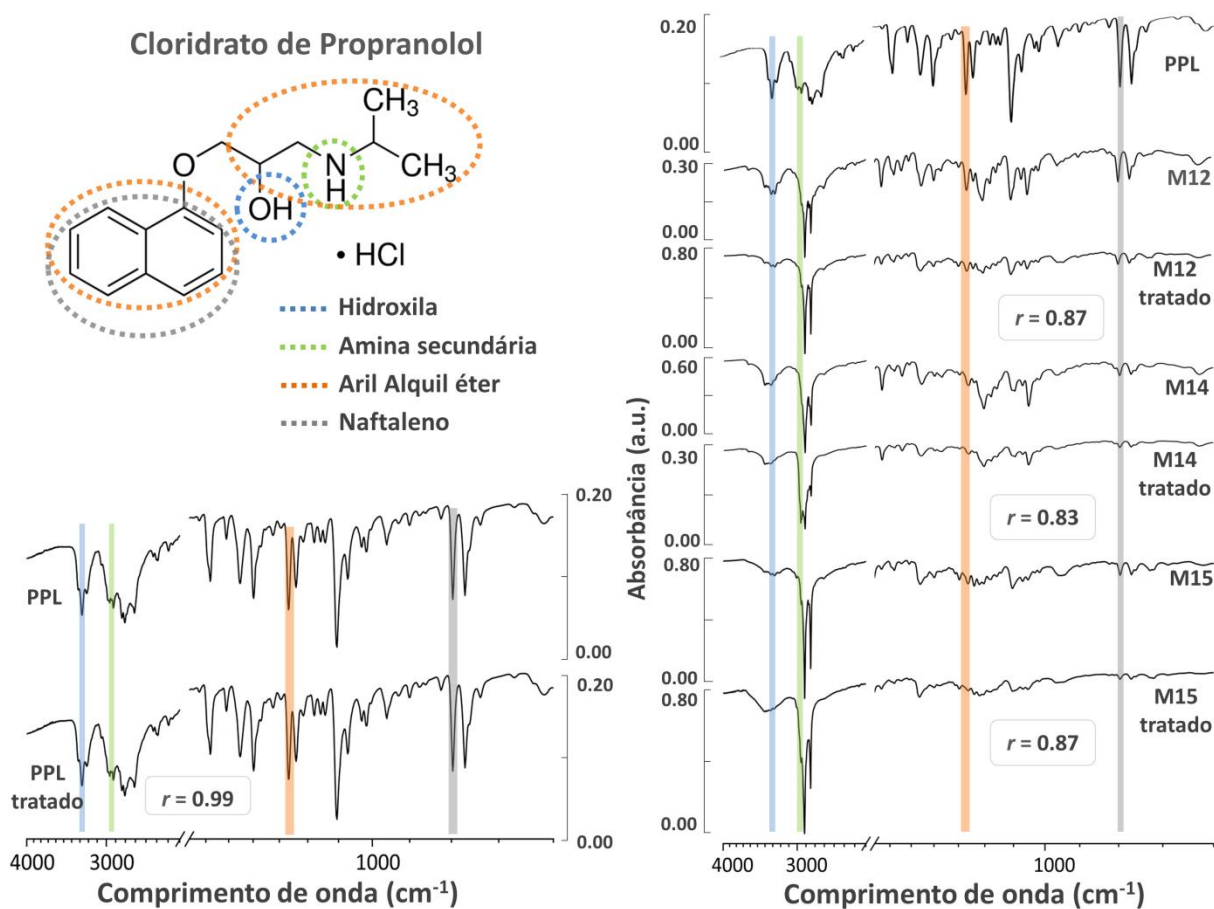 Cloridrato de Propranolol
CH₃
O
N
H
CH₃
OH
• HCl
Hidroxila
Amina secundária
Aril Alquil éter
Naftaleno
0.20
PPL
0.00
0.20
PPL
tratado
r = 0.99
0.00
4000
3000
1000
Comprimento de onda (cm⁻¹)
Absorbância (a.u.)
0.20
PPL
0.00
0.30
M12
0.00
0.80
M12
tratado
r = 0.87
0.00
0.60
M14
0.00
0.30
M14
tratado
r = 0.83
0.00
0.80
M15
0.00
0.80
M15
tratado
r = 0.87
0.00
4000
3000
1000
Comprimento de onda (cm⁻¹)